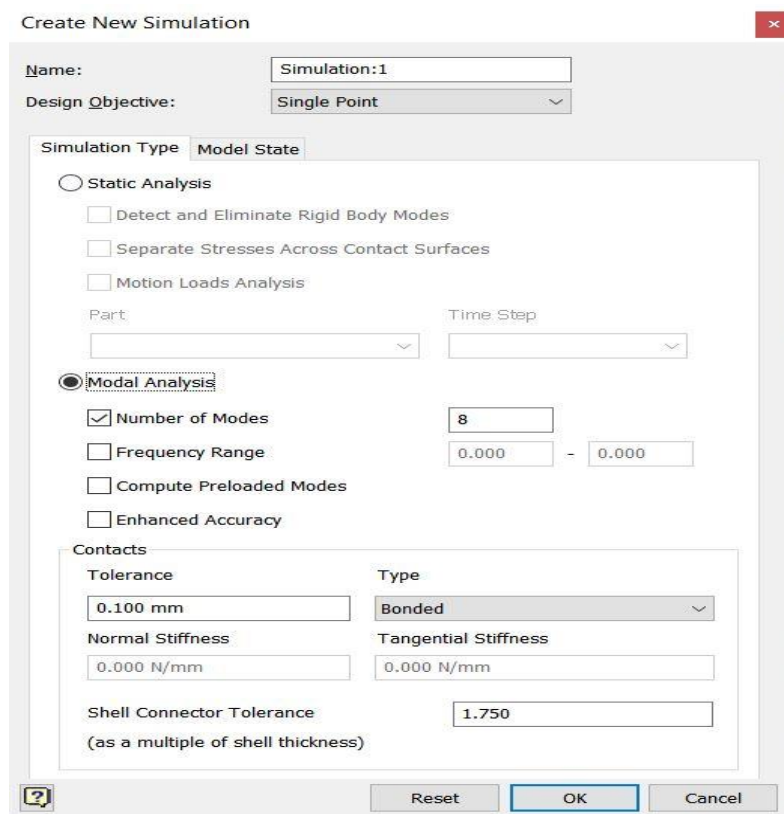 Create New Simulation
Name: Simulation:1
Design Objective: Single Point
Simulation Type Model State
Static Analysis
Detect and Eliminate Rigid Body Modes
Separate Stresses Across Contact Surfaces
Motion Loads Analysis
Part Time Step
Modal Analysis
Number of Modes 8
Frequency Range 0.000 - 0.000
Compute Preloaded Modes
Enhanced Accuracy
Contacts
Tolerance Type
0.100 mm Bonded
Normal Stiffness Tangential Stiffness
0.000 N/mm 0.000 N/mm
Shell Connector Tolerance 1.750
(as a multiple of shell thickness)
? Reset OK Cancel